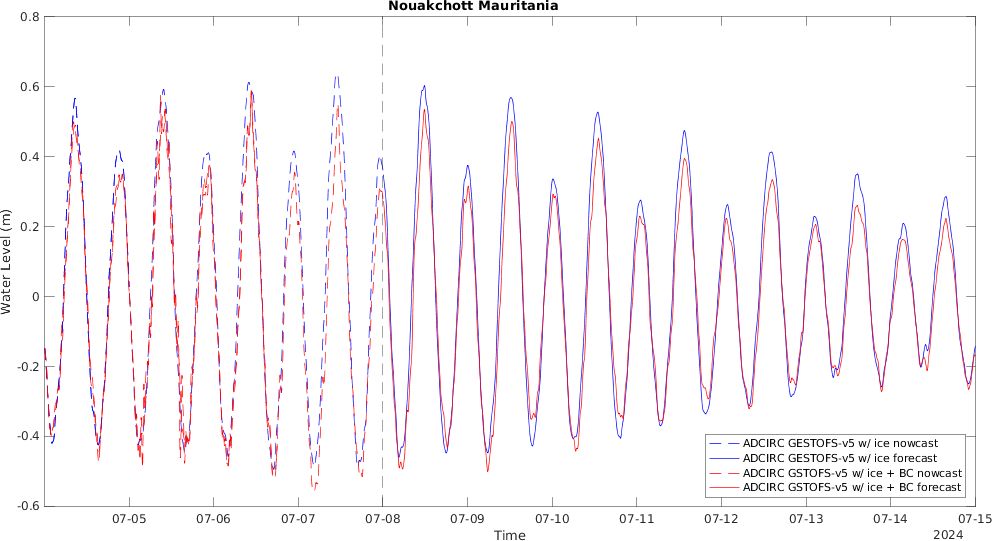 Nouakchott Mauritania
0.8
0.6
0.4
0.2
0
-0.2
-0.4
-0.6
Water Level (m)
ADCIRC GESTOFS-v5 w/ ice nowcast
ADCIRC GESTOFS-v5 w/ ice forecast
ADCIRC GSTOFS-v5 w/ ice + BC nowcast
ADCIRC GSTOFS-v5 w/ ice + BC forecast
07-05 07-06 07-07 07-08 07-09 07-10 07-11 07-12 07-13 07-14 07-15
Time
2024